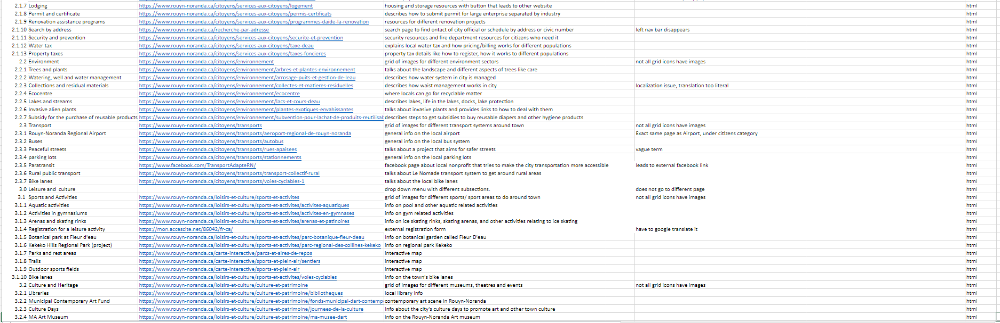 2.1.7 Lodging https://www.rouyn-noranda.ca/citoyens/services-aux-citoyens/logement housing and storage resources with button that leads to other website html
2.1.8 Permit and certificate https://www.rouyn-noranda.ca/citoyens/services-aux-citoyens/permis-certificats describes how to submit permit for large enterprise separated by industry html
2.1.9 Renovation assistance programs https://www.rouyn-noranda.ca/citoyens/services-aux-citoyens/programmes-daide-la-renovation resources for different renovation projects html
2.1.10 Search by address https://www.rouyn-noranda.ca/recherche-par-adresse search page to find ontact of city official or schedule by address or civic number left nav bar disappears html
2.1.11 Security and prevention https://www.rouyn-noranda.ca/citoyens/services-aux-citoyens/securite-et-prevention security resources and fire department resources for citizens who need it html
2.1.12 Water tax https://www.rouyn-noranda.ca/citoyens/services-aux-citoyens/taxe-deau explains local water tax and how pricing/billing works for different populations html
2.1.13 Property taxes https://www.rouyn-noranda.ca/citoyens/services-aux-citoyens/taxes-foncieres property tax details like how to register, how it works to different populations html
2.2 Environment https://www.rouyn-noranda.ca/citoyens/environnement grid of images for different environment sectors not all grid icons have images html
2.2.1 Trees and plants https://www.rouyn-noranda.ca/citoyens/environnement/arbres-et-plantes-environnement talks about the landscape and different aspects of trees like care html
2.2.2 Watering, well and water management https://www.rouyn-noranda.ca/citoyens/environnement/arrosage-puits-et-gestion-de-leau describes how water system in city is managed html
2.2.3 Collections and residual materials https://www.rouyn-noranda.ca/citoyens/environnement/collectes-et-matieres-residuelles describes how waist management works in city localization issue, translation too literal html
2.2.4 Ecocentre https://www.rouyn-noranda.ca/citoyens/environnement/ecocentre where locals can go for recyclable matter html
2.2.5 Lakes and streams https://www.rouyn-noranda.ca/citoyens/environnement/lacs-et-cours-deau describes lakes, life in the lakes, docks, lake protection html
2.2.6 Invasive alien plants https://www.rouyn-noranda.ca/citoyens/environnement/plantes-exotiques-envahissantes talks about invasive plants and provides links to how to deal with them html
2.2.7 Subsidy for the purchase of reusable products https://www.rouyn-noranda.ca/citoyens/environnement/subvention-pour-lachat-de-produits-reutilisab describes steps to get subsidies to buy reusable diapers and other hygiene products html
2.3 Transport https://www.rouyn-noranda.ca/citoyens/transports grid of images for different transport systems around town not all grid icons have images html
2.3.1 Rouyn-Noranda Regional Airport https://www.rouyn-noranda.ca/citoyens/transports/aeroport-regional-de-rouyn-noranda general info on the local airport Exact same page as Airport, under citizens category html
2.3.2 Buses https://www.rouyn-noranda.ca/citoyens/transports/autobus general info on the local bus system html
2.3.3 Peaceful streets https://www.rouyn-noranda.ca/citoyens/transports/rues-apaisees talks about a project that aims for safer streets vague term html
2.3.4 parking lots https://www.rouyn-noranda.ca/citoyens/transports/stationnements general info on the local parking lots html
2.3.5 Paratransit https://www.facebook.com/TransportAdapteRN/ facebook page about local nonprofit that tries to make the city transportation more accessible leads to external facebook link html
2.3.6 Rural public transport https://www.rouyn-noranda.ca/citoyens/transports/transport-collectif-rural talks about Le Nomade transport system to get around rural areas html
2.3.7 Bike lanes https://www.rouyn-noranda.ca/citoyens/transports/voies-cyclables-1 talks about the local bike lanes html
3.0 Leisure and culture drop down menu with different subsections. does not go to different page html
3.1 Sports and Activities https://www.rouyn-noranda.ca/loisirs-et-culture/sports-et-activites grid of images for different sports/ sport areas to do around town not all grid icons have images html
3.1.1 Aquatic activities https://www.rouyn-noranda.ca/loisirs-et-culture/sports-et-activites/activites-aquatiques info on pool and other aquatic related activities html
3.1.2 Activities in gymnasiums https://www.rouyn-noranda.ca/loisirs-et-culture/sports-et-activites/activites-en-gymnases info on gym related activities html
3.1.3 Arenas and skating rinks https://www.rouyn-noranda.ca/loisirs-et-culture/sports-et-activites/arenas-et-patinoires info on ice skating rinks, skating arenas, and other activities relating to ice skating html
3.1.4 Registration for a leisure activity https://mon.accescite.net/86042/fr-ca/ external registration form have to google translate it html
3.1.5 Botanical park at Fleur d'eau https://www.rouyn-noranda.ca/loisirs-et-culture/sports-et-activites/parc-botanique-fleur-deau Info on botanical garden called Fleur D'eau html
3.1.6 Kekeko Hills Regional Park (project) https://www.rouyn-noranda.ca/loisirs-et-culture/sports-et-activites/parc-regional-des-collines-kekeko info on regional park Kekeko html
3.1.7 Parks and rest areas https://www.rouyn-noranda.ca/carte-interactive/parcs-et-aires-de-repos interactive map html
3.1.8 Trails https://www.rouyn-noranda.ca/carte-interactive/sports-et-plein-air/sentiers interactive map html
3.1.9 Outdoor sports fields https://www.rouyn-noranda.ca/carte-interactive/sports-et-plein-air interactive map html
3.1.10 Bike lanes https://www.rouyn-noranda.ca/loisirs-et-culture/sports-et-activites/voies-cyclables info on the town's bike lanes html
3.2 Culture and Heritage https://www.rouyn-noranda.ca/loisirs-et-culture/culture-et-patrimoine grid of images for different museums, theatres and events not all grid icons have images html
3.2.1 Libraries https://www.rouyn-noranda.ca/loisirs-et-culture/culture-et-patrimoine/bibliotheques local library info html
3.2.2 Municipal Contemporary Art Fund https://www.rouyn-noranda.ca/loisirs-et-culture/culture-et-patrimoine/fonds-municipal-dart-contemp contemporary art scene in Rouyn-Noranda html
3.2.3 Culture Days https://www.rouyn-noranda.ca/loisirs-et-culture/culture-et-patrimoine/journees-de-la-culture Info about the city's culture days to promote art and other town culture html
3.2.4 MA Art Museum https://www.rouyn-noranda.ca/loisirs-et-culture/culture-et-patrimoine/ma-musee-dart info on the Rouyn-Noranda Art museum html